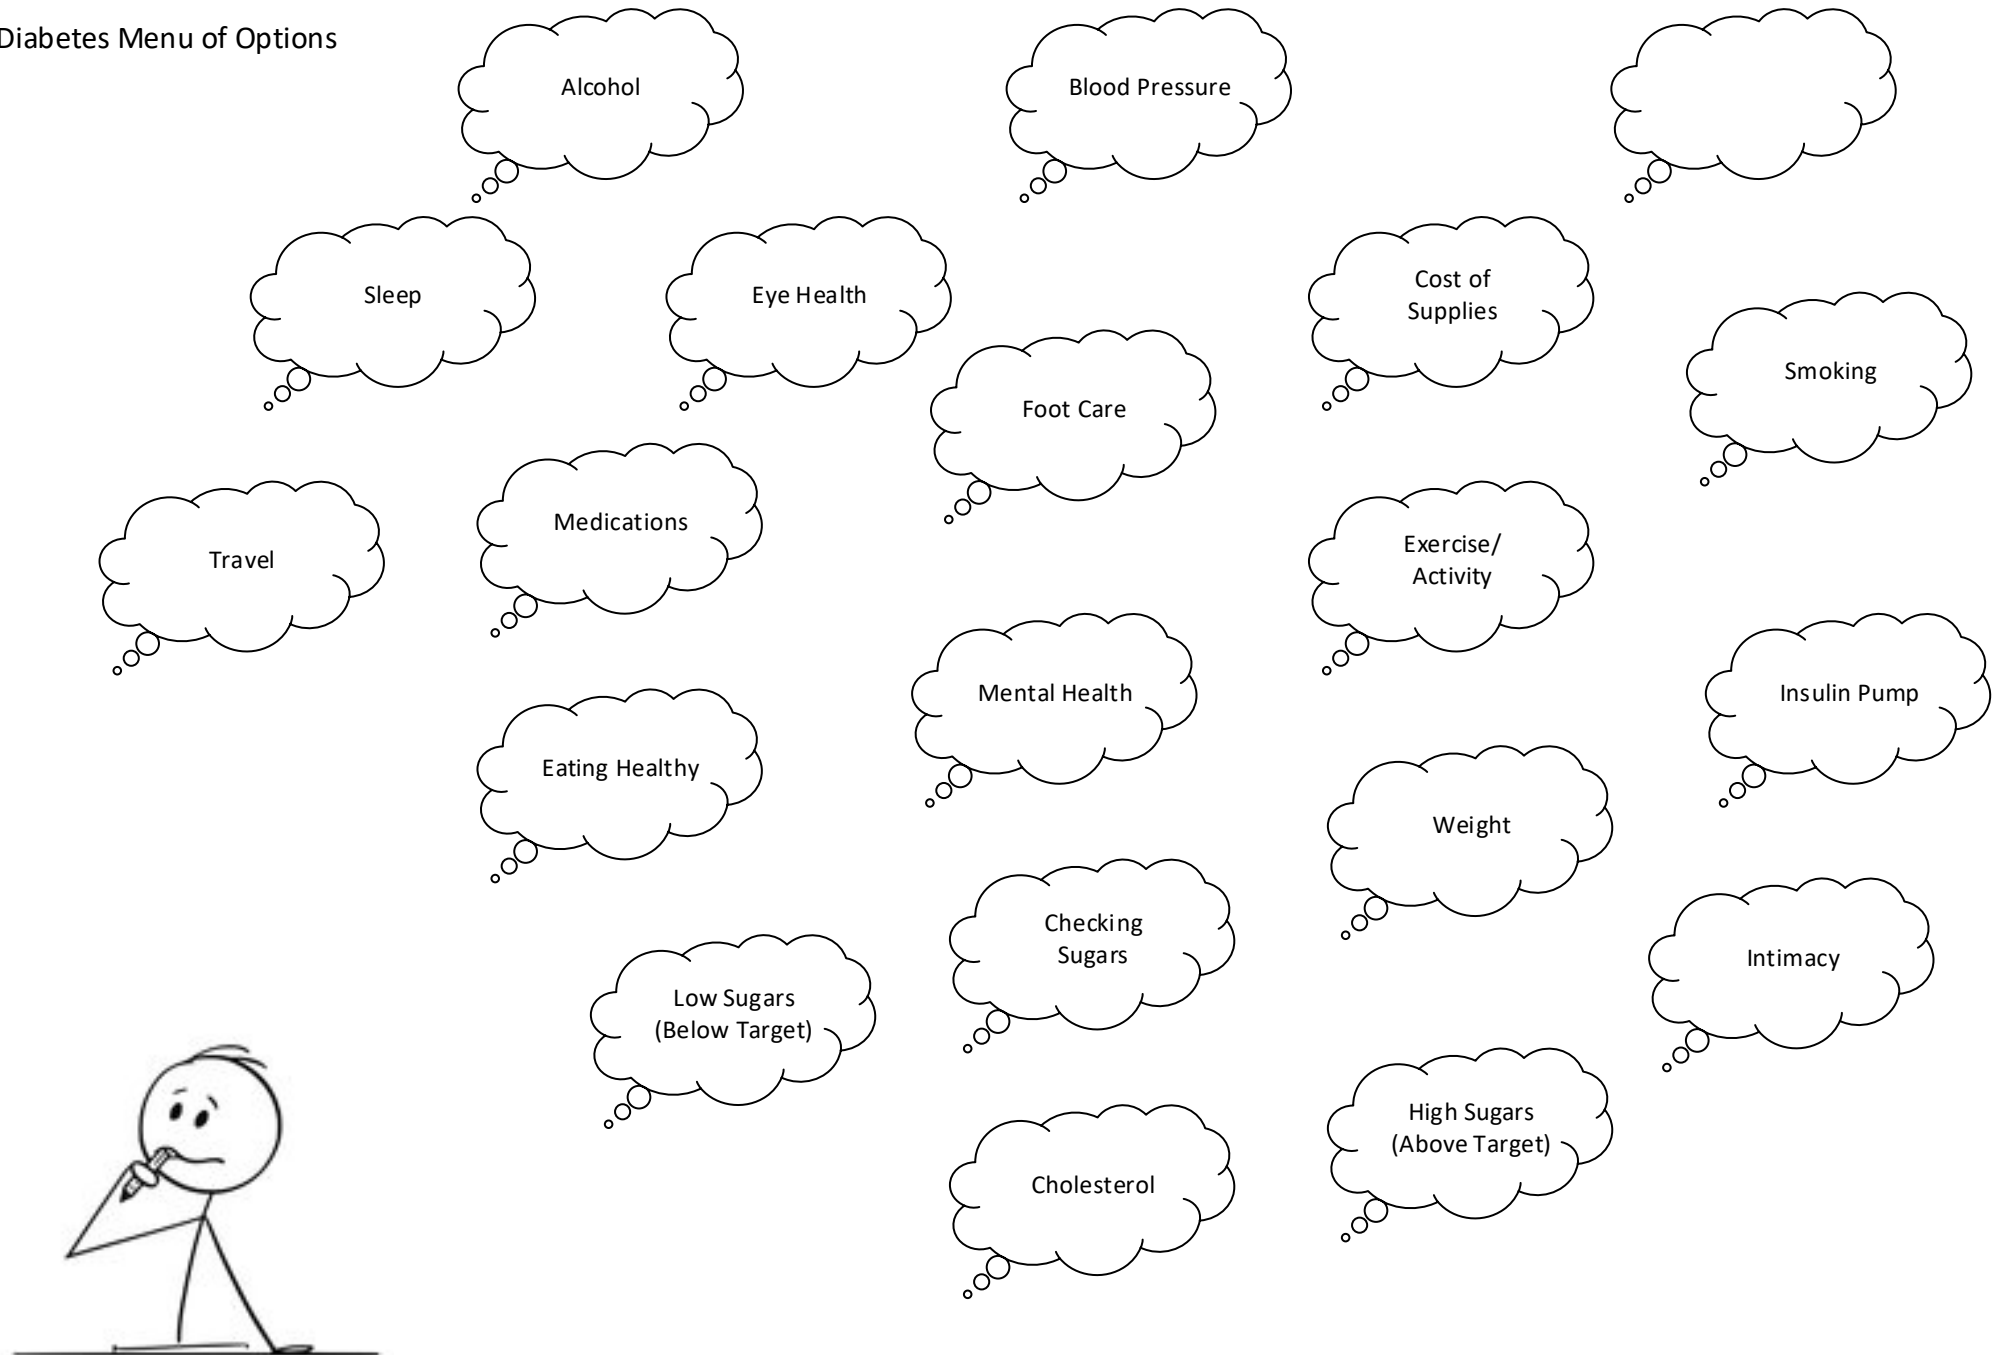 Diabetes Menu of Options
Alcohol
Blood Pressure
Sleep
Eye Health
Cost of
Supplies
Smoking
Foot Care
Medications
Travel
Exercise/
Activity
Mental Health
Insulin Pump
Eating Healthy
Weight
Checking
Sugars
Intimacy
Low Sugars
(Below Target)
High Sugars
(Above Target)
Cholesterol